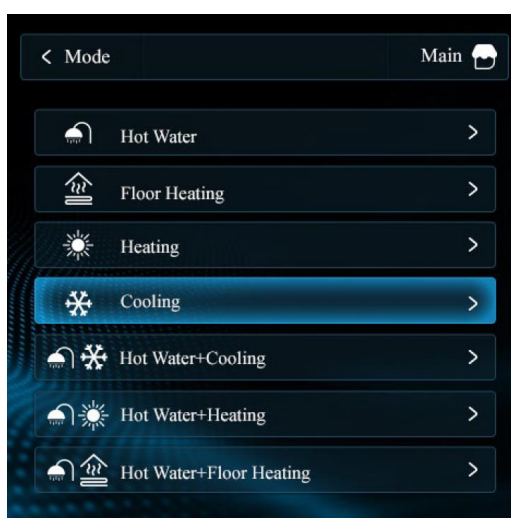 Mode
Main
Hot Water
Floor Heating
Heating
Cooling
Hot Water+Cooling
Hot Water+Heating
Hot Water+Floor Heating